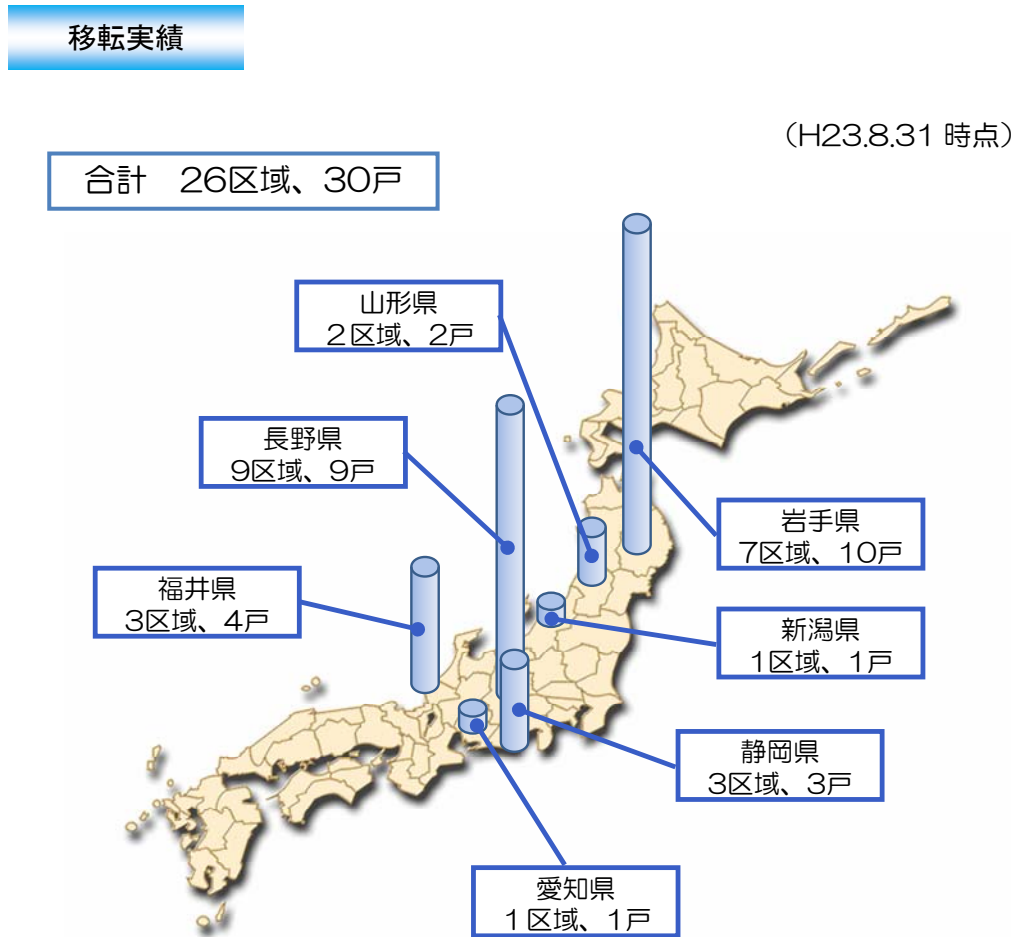 移転実績
（H23.8.31 時点）
合計　26区域、30戸
山形県
2区域、2戸
長野県
9区域、9戸
岩手県
7区域、10戸
福井県
3区域、4戸
新潟県
1区域、1戸
静岡県
3区域、3戸
愛知県
1区域、1戸